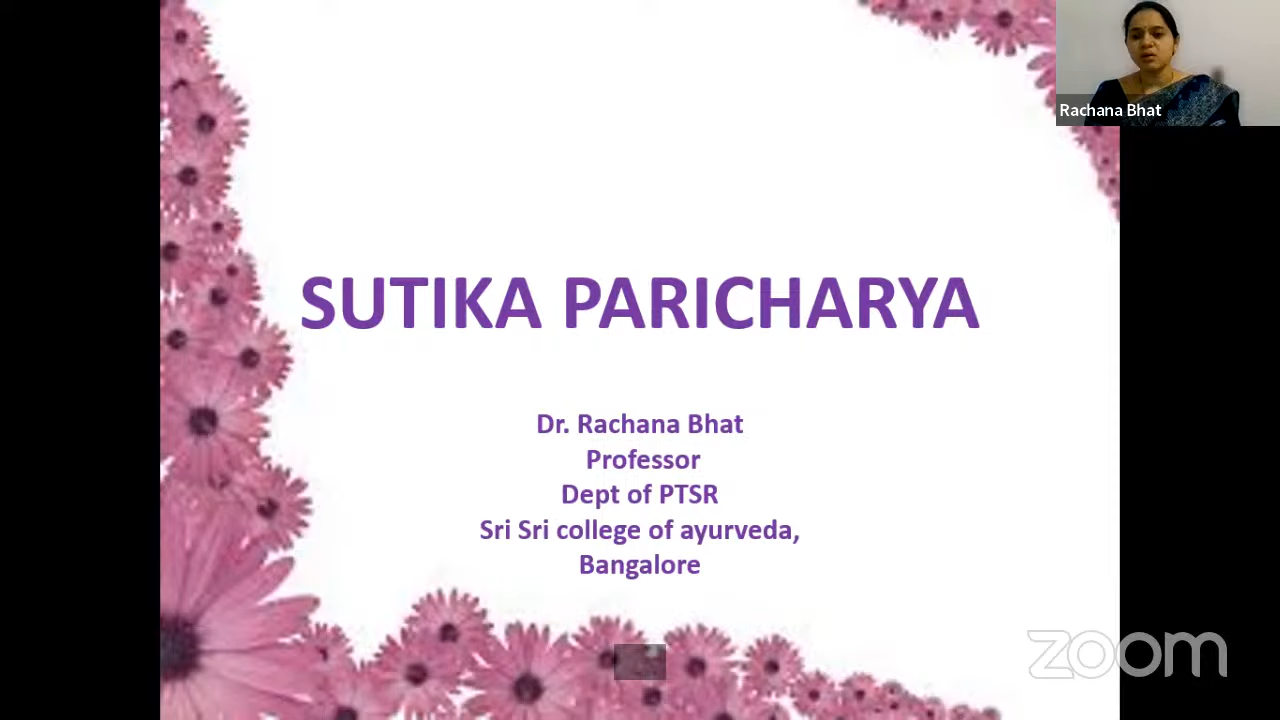 Rachana Bhat
SUTIKA PARICHARYA
Dr. Rachana Bhat
Professor
Dept of PTSR
Sri Sri college of ayurveda,
Bangalore
zoom